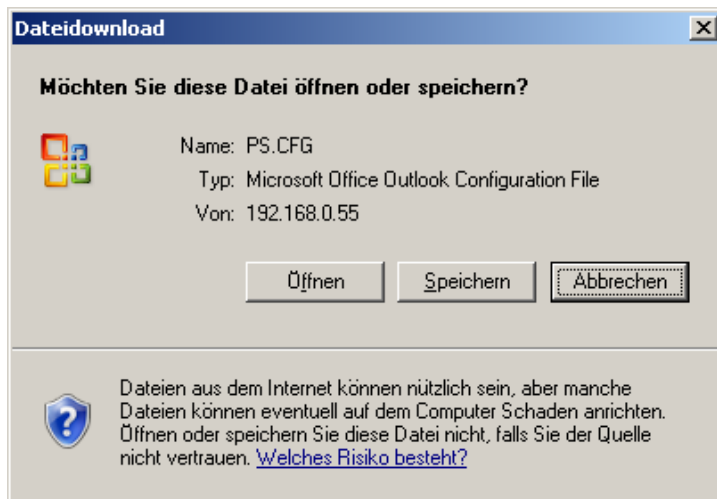 Dateidownload
Möchten Sie diese Datei öffnen oder speichern?
Name: PS.CFG
Typ: Microsoft Office Outlook Configuration File
Von: 192.168.0.55
Öffnen Speichern Abbrechen
Dateien aus dem Internet können nützlich sein, aber manche
Dateien können eventuell auf dem Computer Schaden anrichten.
Öffnen oder speichern Sie diese Datei nicht, falls Sie der Quelle
nicht vertrauen. Welches Risiko besteht?